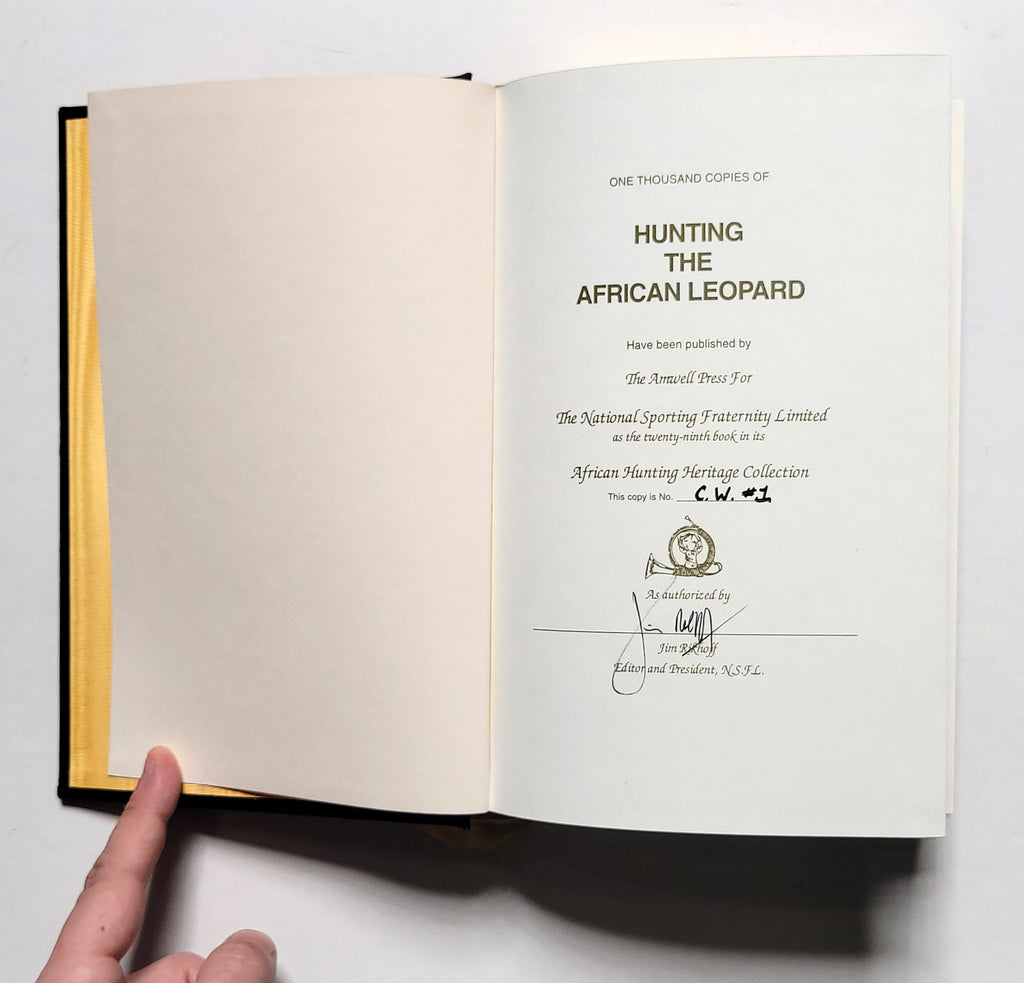 ONE THOUSAND COPIES OF
HUNTING
THE
AFRICAN LEOPARD
Have been published by
The Amwell Press For
The National Sporting Fraternity Limited
as the twenty-ninth book in its
African Hunting Heritage Collection
This copy is No. C.W. #1
As authorized by
Jim Rikhoff
Jim Rikhoff
Editor and President, N.S.F.L.